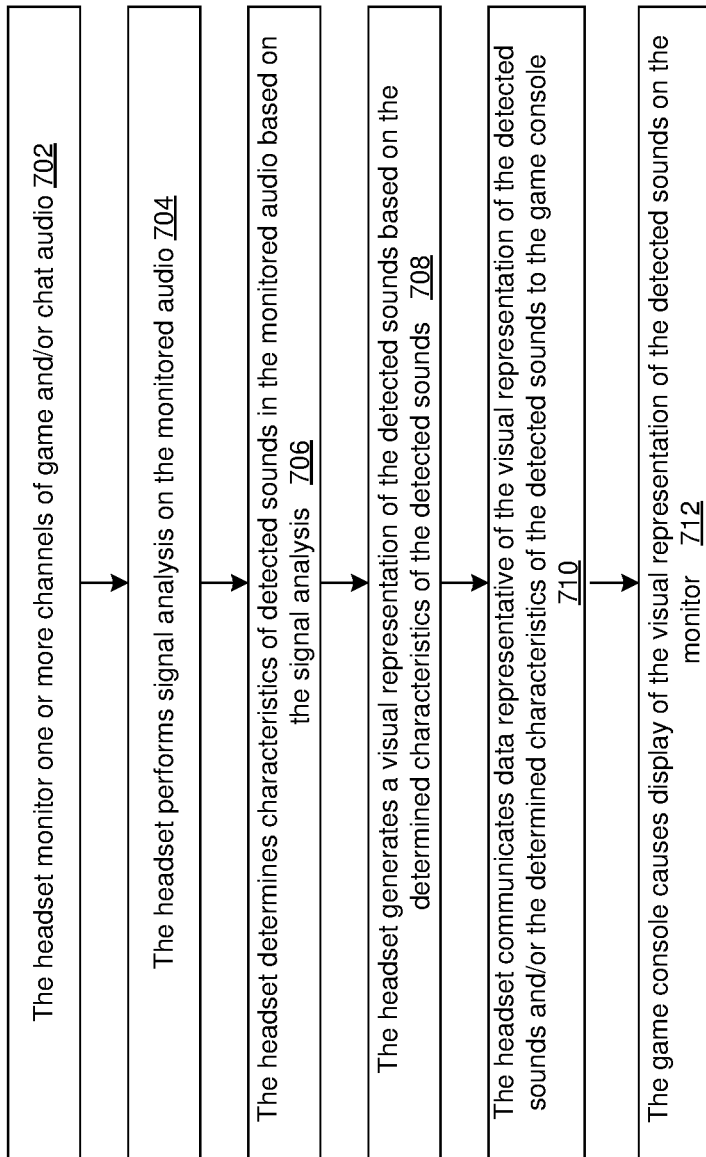 The headset monitor one or more channels of game and/or chat audio 702
The headset performs signal analysis on the monitored audio 704
The headset determines characteristics of detected sounds in the monitored audio based on
the signal analysis 706
The headset generates a visual representation of the detected sounds based on the
determined characteristics of the detected sounds 708
The headset communicates data representative of the visual representation of the detected
sounds and/or the determined characteristics of the detected sounds to the game console
710
The game console causes display of the visual representation of the detected sounds on the
monitor 712